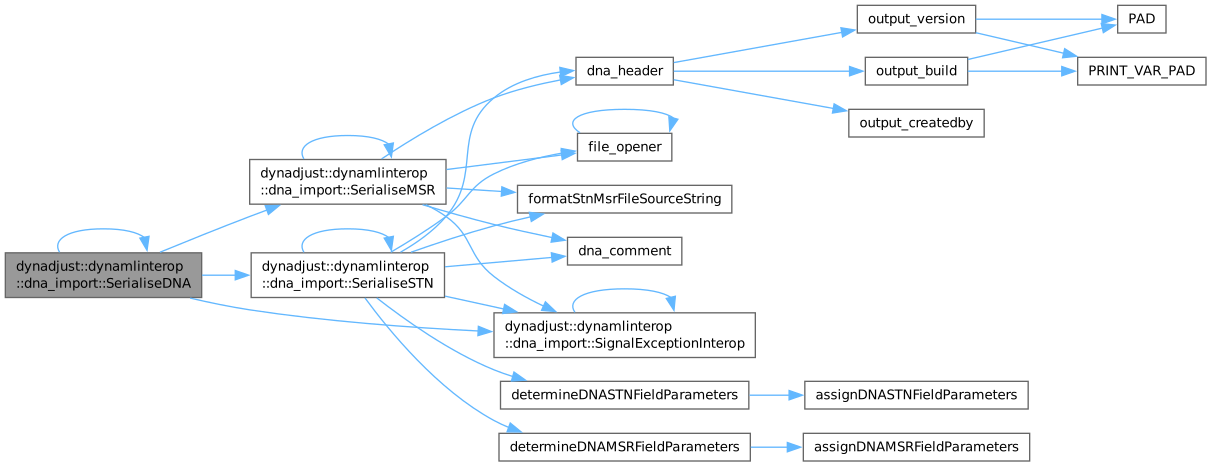 output_version
PAD
dna_header
output_build
PRINT_VAR_PAD
output_createdby
file_opener
dynadjust::dynamlinterop
::dna_import::SerialiseMSR
formatStnMsrFileSourceString
dna_comment
dynadjust::dynamlinterop
::dna_import::SerialiseDNA
dynadjust::dynamlinterop
::dna_import::SerialiseSTN
dynadjust::dynamlinterop
::dna_import::SignalExceptionInterop
determineDNASTNFieldParameters
assignDNASTNFieldParameters
determineDNAMSRFieldParameters
assignDNAMSRFieldParameters